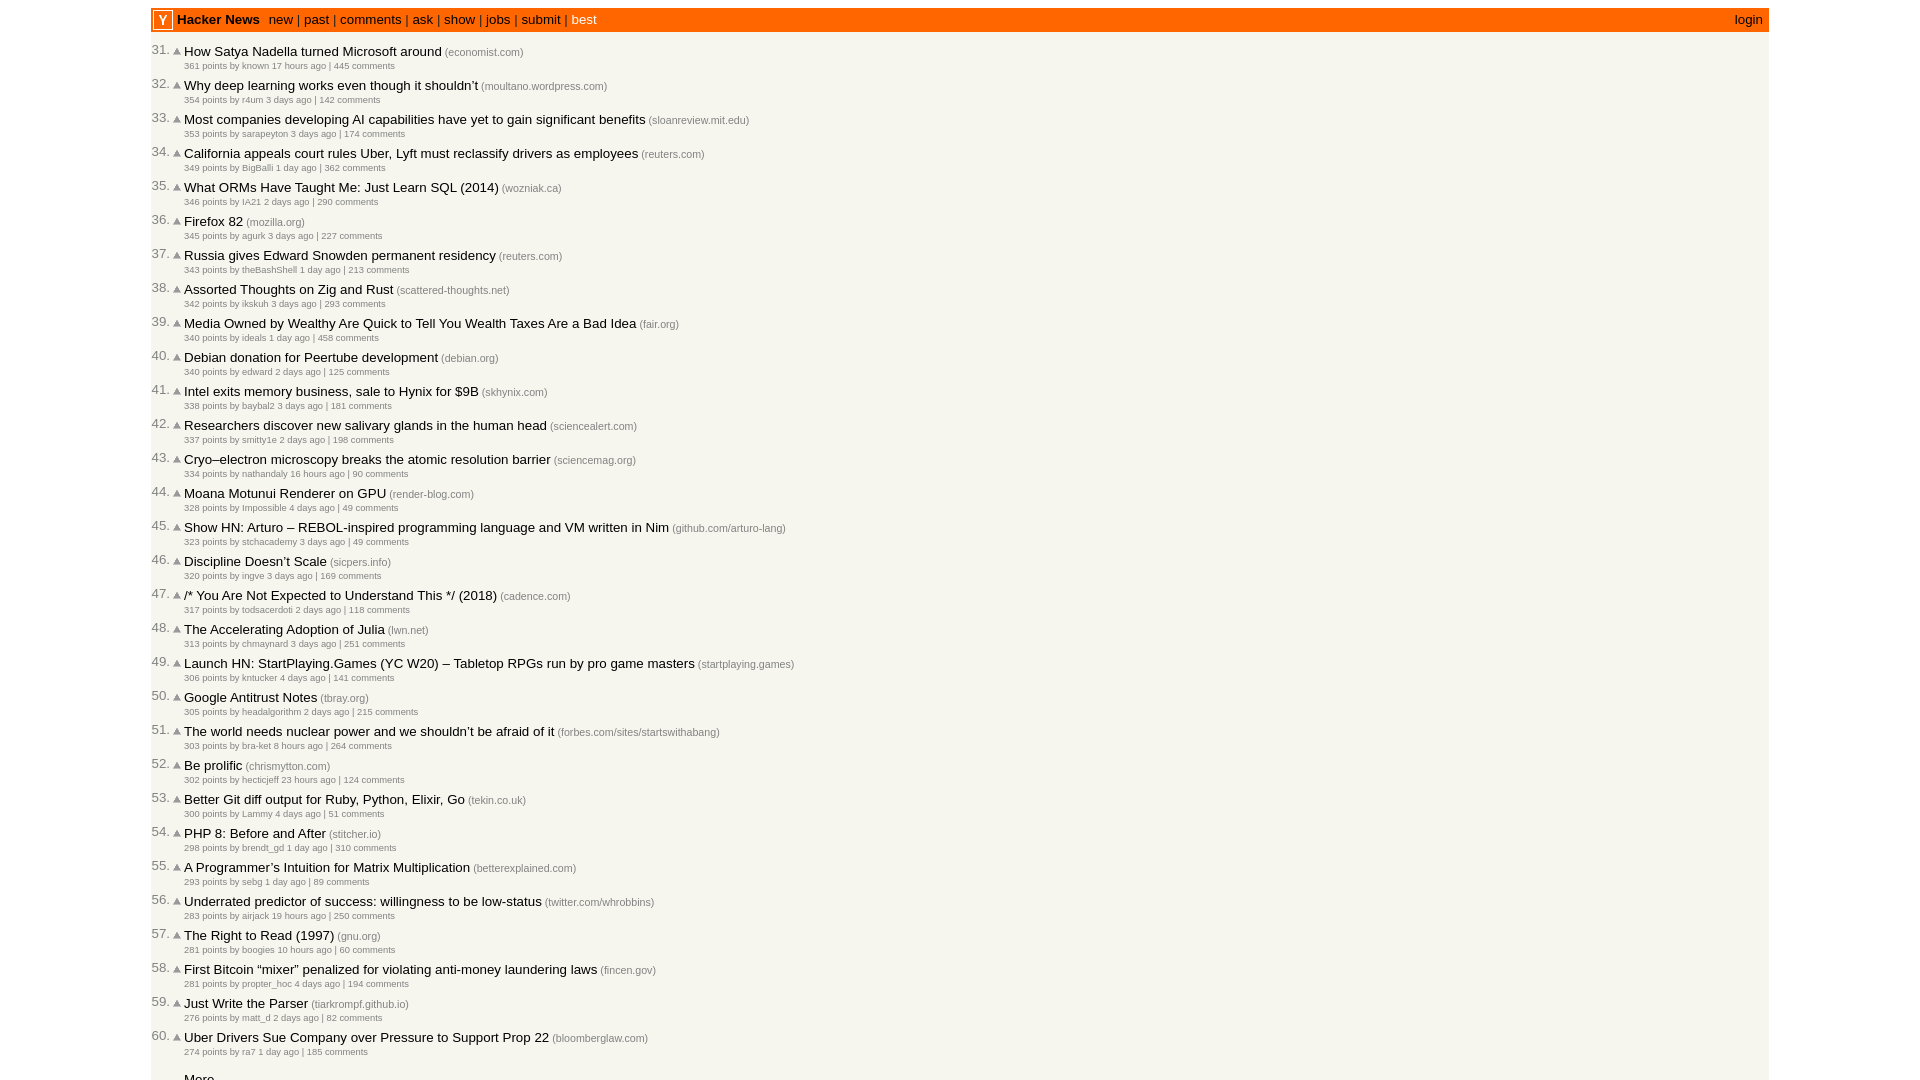 Y Hacker News new | past | comments | ask | show | jobs | submit | best login
31. How Satya Nadella turned Microsoft around (economist.com)
361 points by known 17 hours ago | 445 comments
32. Why deep learning works even though it shouldn’t (moultano.wordpress.com)
354 points by r4um 3 days ago | 142 comments
33. Most companies developing AI capabilities have yet to gain significant benefits (sloanreview.mit.edu)
353 points by sarapeyton 3 days ago | 174 comments
34. California appeals court rules Uber, Lyft must reclassify drivers as employees (reuters.com)
349 points by BigBalli 1 day ago | 362 comments
35. What ORMs Have Taught Me: Just Learn SQL (2014) (wozniak.ca)
346 points by IA21 2 days ago | 290 comments
36. Firefox 82 (mozilla.org)
345 points by agurk 3 days ago | 227 comments
37. Russia gives Edward Snowden permanent residency (reuters.com)
343 points by theBashShell 1 day ago | 213 comments
38. Assorted Thoughts on Zig and Rust (scattered-thoughts.net)
342 points by ikskuh 3 days ago | 293 comments
39. Media Owned by Wealthy Are Quick to Tell You Wealth Taxes Are a Bad Idea (fair.org)
340 points by ideals 1 day ago | 458 comments
40. Debian donation for Peertube development (debian.org)
340 points by edward 2 days ago | 125 comments
41. Intel exits memory business, sale to Hynix for $9B (skhynix.com)
338 points by baybal2 3 days ago | 181 comments
42. Researchers discover new salivary glands in the human head (sciencealert.com)
337 points by smitty1e 2 days ago | 198 comments
43. Cryo–electron microscopy breaks the atomic resolution barrier (sciencemag.org)
334 points by nathandaly 16 hours ago | 90 comments
44. Moana Motunui Renderer on GPU (render-blog.com)
328 points by Impossible 4 days ago | 49 comments
45. Show HN: Arturo – REBOL-inspired programming language and VM written in Nim (github.com/arturo-lang)
323 points by stchacademy 3 days ago | 49 comments
46. Discipline Doesn’t Scale (sicpers.info)
320 points by ingve 3 days ago | 169 comments
47. /* You Are Not Expected to Understand This */ (2018) (cadence.com)
317 points by todsacerdoti 2 days ago | 118 comments
48. The Accelerating Adoption of Julia (lwn.net)
313 points by chmaynard 3 days ago | 251 comments
49. Launch HN: StartPlaying.Games (YC W20) – Tabletop RPGs run by pro game masters (startplaying.games)
306 points by kntucker 4 days ago | 141 comments
50. Google Antitrust Notes (tbray.org)
305 points by headalgorithm 2 days ago | 215 comments
51. The world needs nuclear power and we shouldn’t be afraid of it (forbes.com/sites/startswithabang)
303 points by bra-ket 8 hours ago | 264 comments
52. Be prolific (chrismytton.com)
302 points by hecticjeff 23 hours ago | 124 comments
53. Better Git diff output for Ruby, Python, Elixir, Go (tekin.co.uk)
300 points by Lammy 4 days ago | 51 comments
54. PHP 8: Before and After (stitcher.io)
298 points by brendt_gd 1 day ago | 310 comments
55. A Programmer’s Intuition for Matrix Multiplication (betterexplained.com)
293 points by sebg 1 day ago | 89 comments
56. Underrated predictor of success: willingness to be low-status (twitter.com/whrobbins)
283 points by airjack 19 hours ago | 250 comments
57. The Right to Read (1997) (gnu.org)
281 points by boogies 10 hours ago | 60 comments
58. First Bitcoin “mixer” penalized for violating anti-money laundering laws (fincen.gov)
281 points by propter_hoc 4 days ago | 194 comments
59. Just Write the Parser (tiarkrompf.github.io)
276 points by matt_d 2 days ago | 82 comments
60. Uber Drivers Sue Company over Pressure to Support Prop 22 (bloomberglaw.com)
274 points by ra7 1 day ago | 185 comments
More